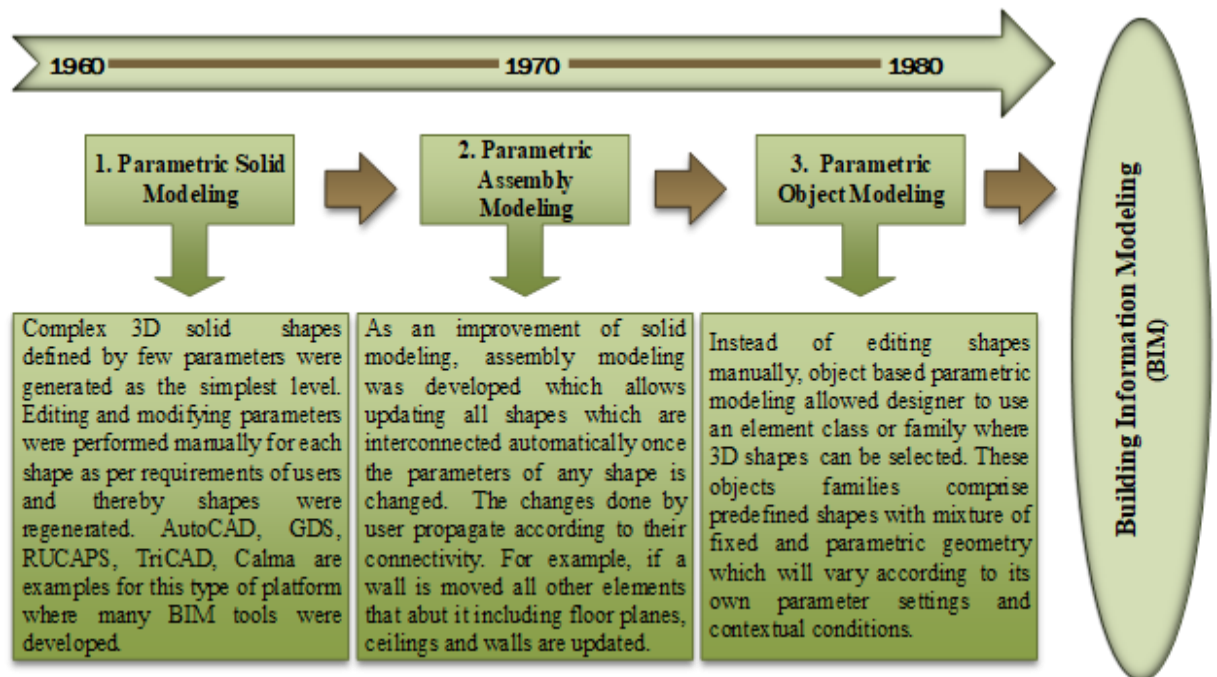 1960 1970 1980
1. Parametric Solid
Modeling
2. Parametric
Assembly
Modeling
3. Parametric
Object Modeling
Complex 3D solid shapes
defined by few parameters were
generated as the simplest level.
Editing and modifying parameters
were performed manually for each
shape as per requirements of users
and thereby shapes were
regenerated. AutoCAD, GDS,
RUCAPS, TriCAD, Calma are
examples for this type of platform
where many BIM tools were
developed.
As an improvement of solid
modeling, assembly modeling
was developed which allows
updating all shapes which are
interconnected automatically once
the parameters of any shape is
changed. The changes done by
user propagate according to their
connectivity. For example, if a
wall is moved all other elements
that abut it including floor planes,
ceilings and walls are updated.
Instead of editing shapes
manually, object based parametric
modeling allowed designer to use
an element class or family where
3D shapes can be selected. These
objects families comprise
predefined shapes with mixture of
fixed and parametric geometry
which will vary according to its
own parameter settings and
contextual conditions.
Building Information Modeling
(BIM)